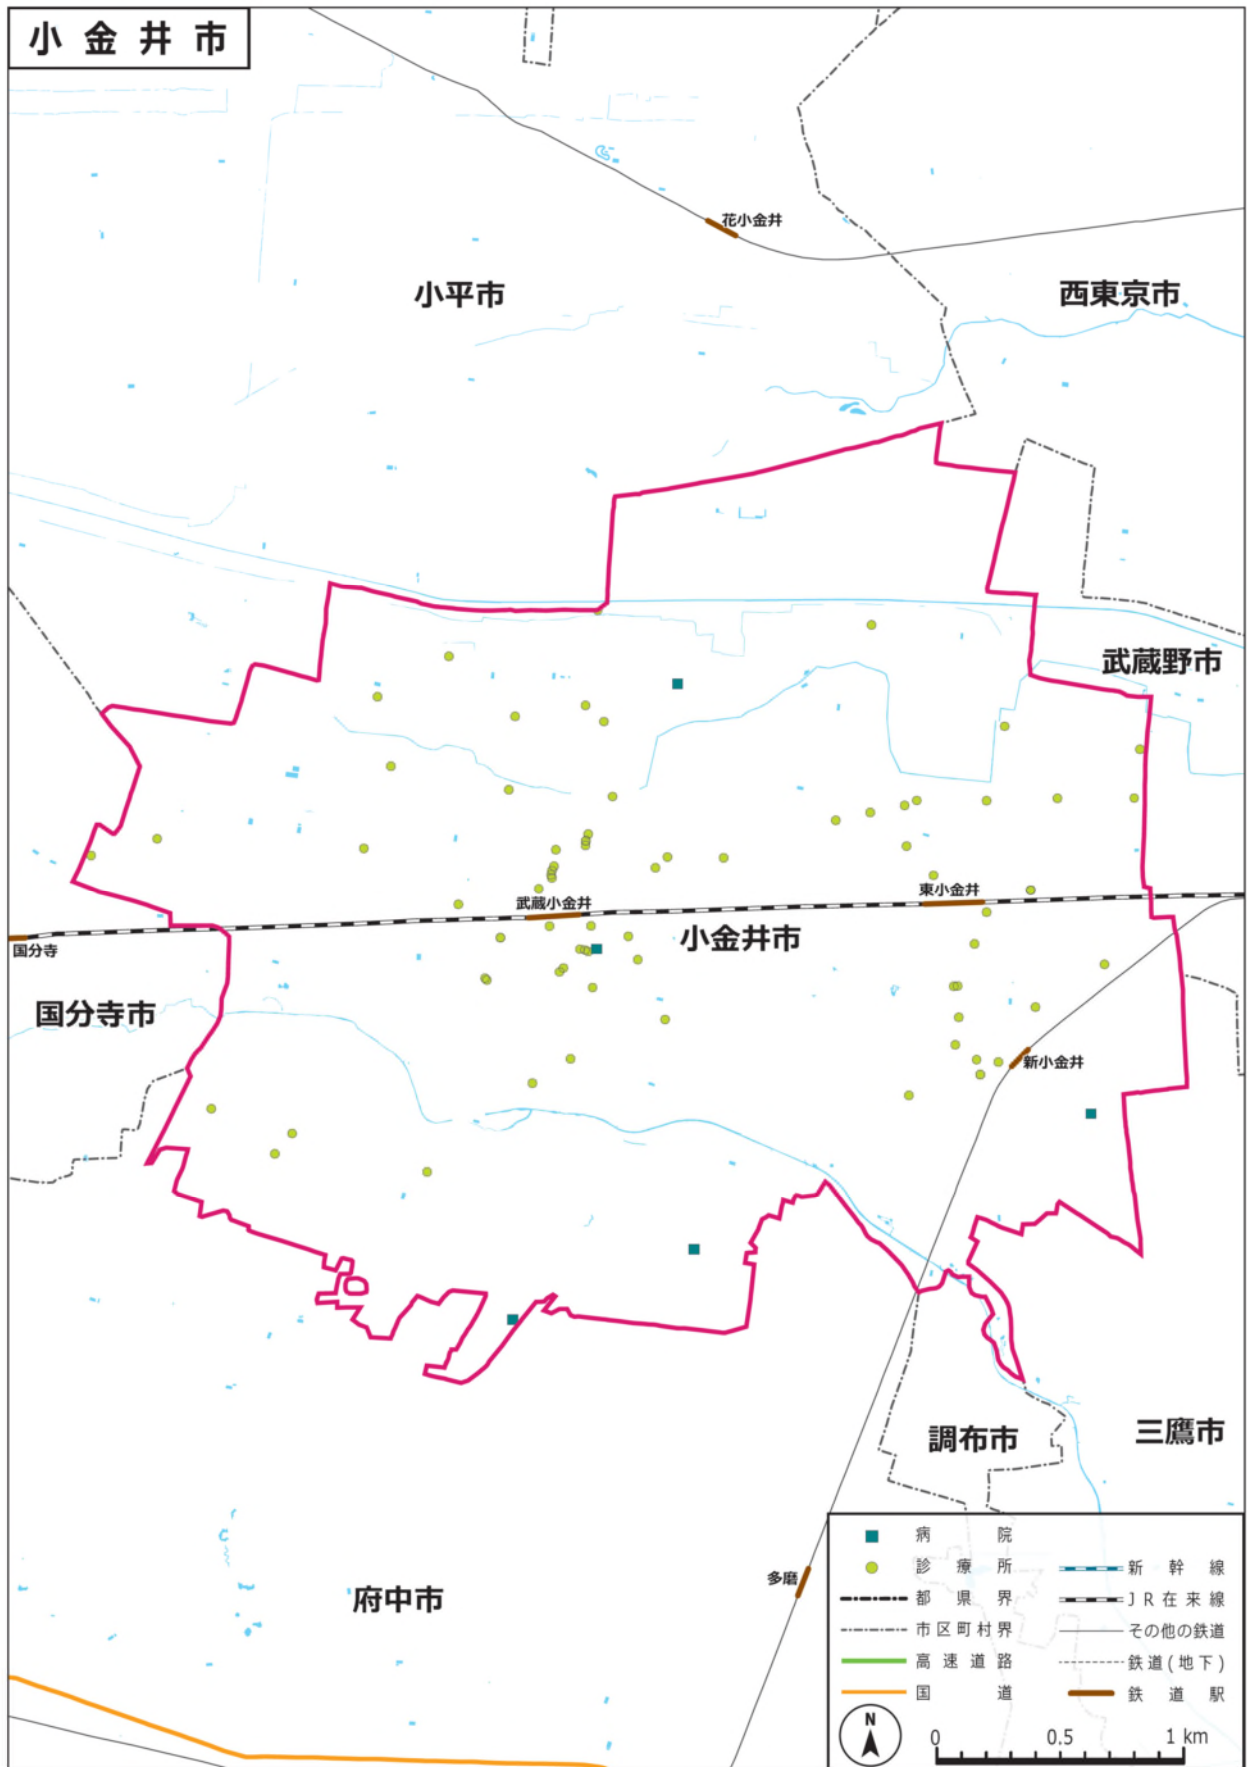 小金井市
花小金井
小平市
西東京市
武蔵野市
武蔵小金井
東小金井
小金井市
国分寺
国分寺市
新小金井
調布市
三鷹市
多磨
府中市
病院
診療所
都県界
市区町村界
高速道路
国道
新幹線
JR在来線
その他の鉄道
鉄道(地下)
鉄道駅
N
0 0.5 1 km